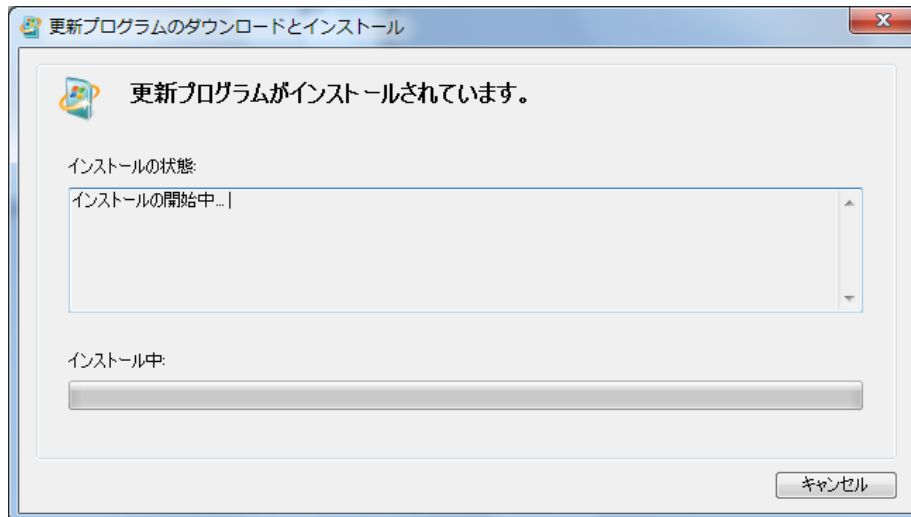 更新プログラムのダウンロードとインストール
更新プログラムがインストールされています。
インストールの状態:
インストールの開始中...
インストール中:
キャンセル